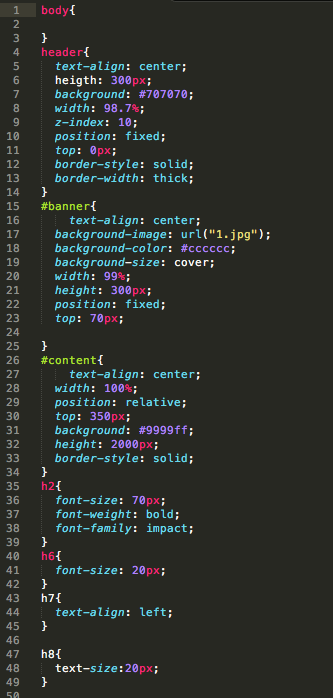 1 body{
2
3 }
4 header{
5 text-align: center;
6 heigth: 300px;
7 background: #707070;
8 width: 98.7%;
9 z-index: 10;
10 position: fixed;
11 top: 0px;
12 border-style: solid;
13 border-width: thick;
14 }
15 #banner{
16 text-align: center;
17 background-image: url("1.jpg");
18 background-color: #cccccc;
19 background-size: cover;
20 width: 99%;
21 height: 300px;
22 position: fixed;
23 top: 70px;
24
25 }
26 #content{
27 text-align: center;
28 width: 100%;
29 position: relative;
30 top: 350px;
31 background: #9999ff;
32 height: 2000px;
33 border-style: solid;
34 }
35 h2{
36 font-size: 70px;
37 font-weight: bold;
38 font-family: impact;
39 }
40 h6{
41 font-size: 20px;
42 }
43 h7{
44 text-align: left;
45 }
46
47 h8{
48 text-size:20px;
49 }
50